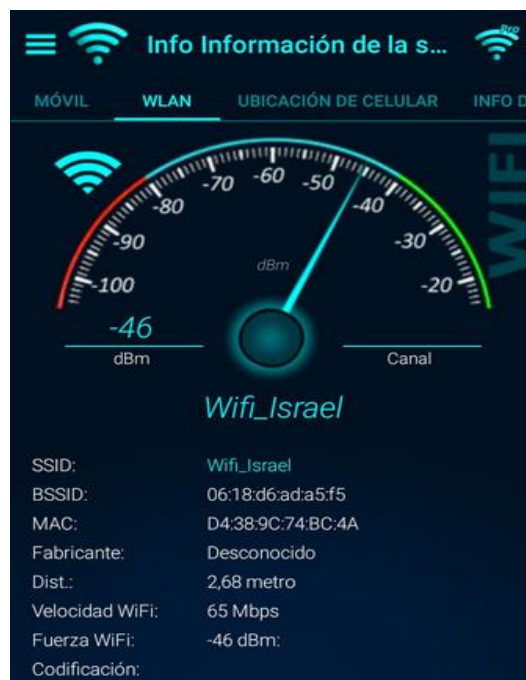 Info Información de la s...
Pro
MÓVIL WLAN UBICACIÓN DE CELULAR INFO D
WIFI
-100 -90 -80 -70 -60 -50 -40 -30 -20
dBm
-46
dBm
Canal
Wifi_Israel
SSID: Wifi_Israel
BSSID: 06:18:d6:ad:a5:f5
MAC: D4:38:9C:74:BC:4A
Fabricante: Desconocido
Dist.: 2,68 metro
Velocidad WiFi: 65 Mbps
Fuerza WiFi: -46 dBm:
Codificación: